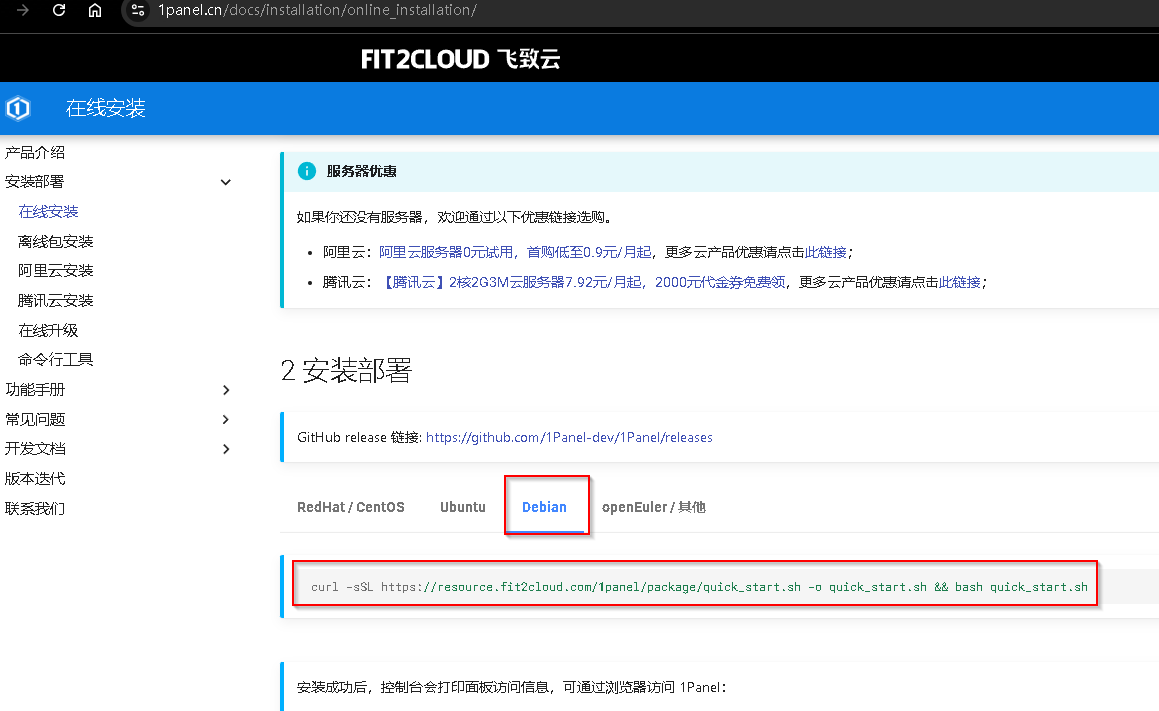 1panel.cn/docs/installation/online_installation/
FIT2CLOUD 飞致云
在线安装
产品介绍
安装部署
在线安装
离线包安装
阿里云安装
腾讯云安装
在线升级
命令行工具
功能手册
常见问题
开发文档
版本迭代
联系我们
服务器优惠
如果你还没有服务器，欢迎通过以下优惠链接选购。
• 阿里云：阿里云服务器0元试用，首购低至0.9元/月起，更多云产品优惠请点击此链接；
• 腾讯云：【腾讯云】2核2G3M云服务器7.92元/月起，2000元代金券免费领，更多云产品优惠请点击此链接；
2 安装部署
GitHub release 链接: https://github.com/1Panel-dev/1Panel/releases
RedHat / CentOS Ubuntu Debian openEuler / 其他
curl -sSL https://resource.fit2cloud.com/1panel/package/quick_start.sh -o quick_start.sh && bash quick_start.sh
安装成功后，控制台会打印面板访问信息，可通过浏览器访问 1Panel：